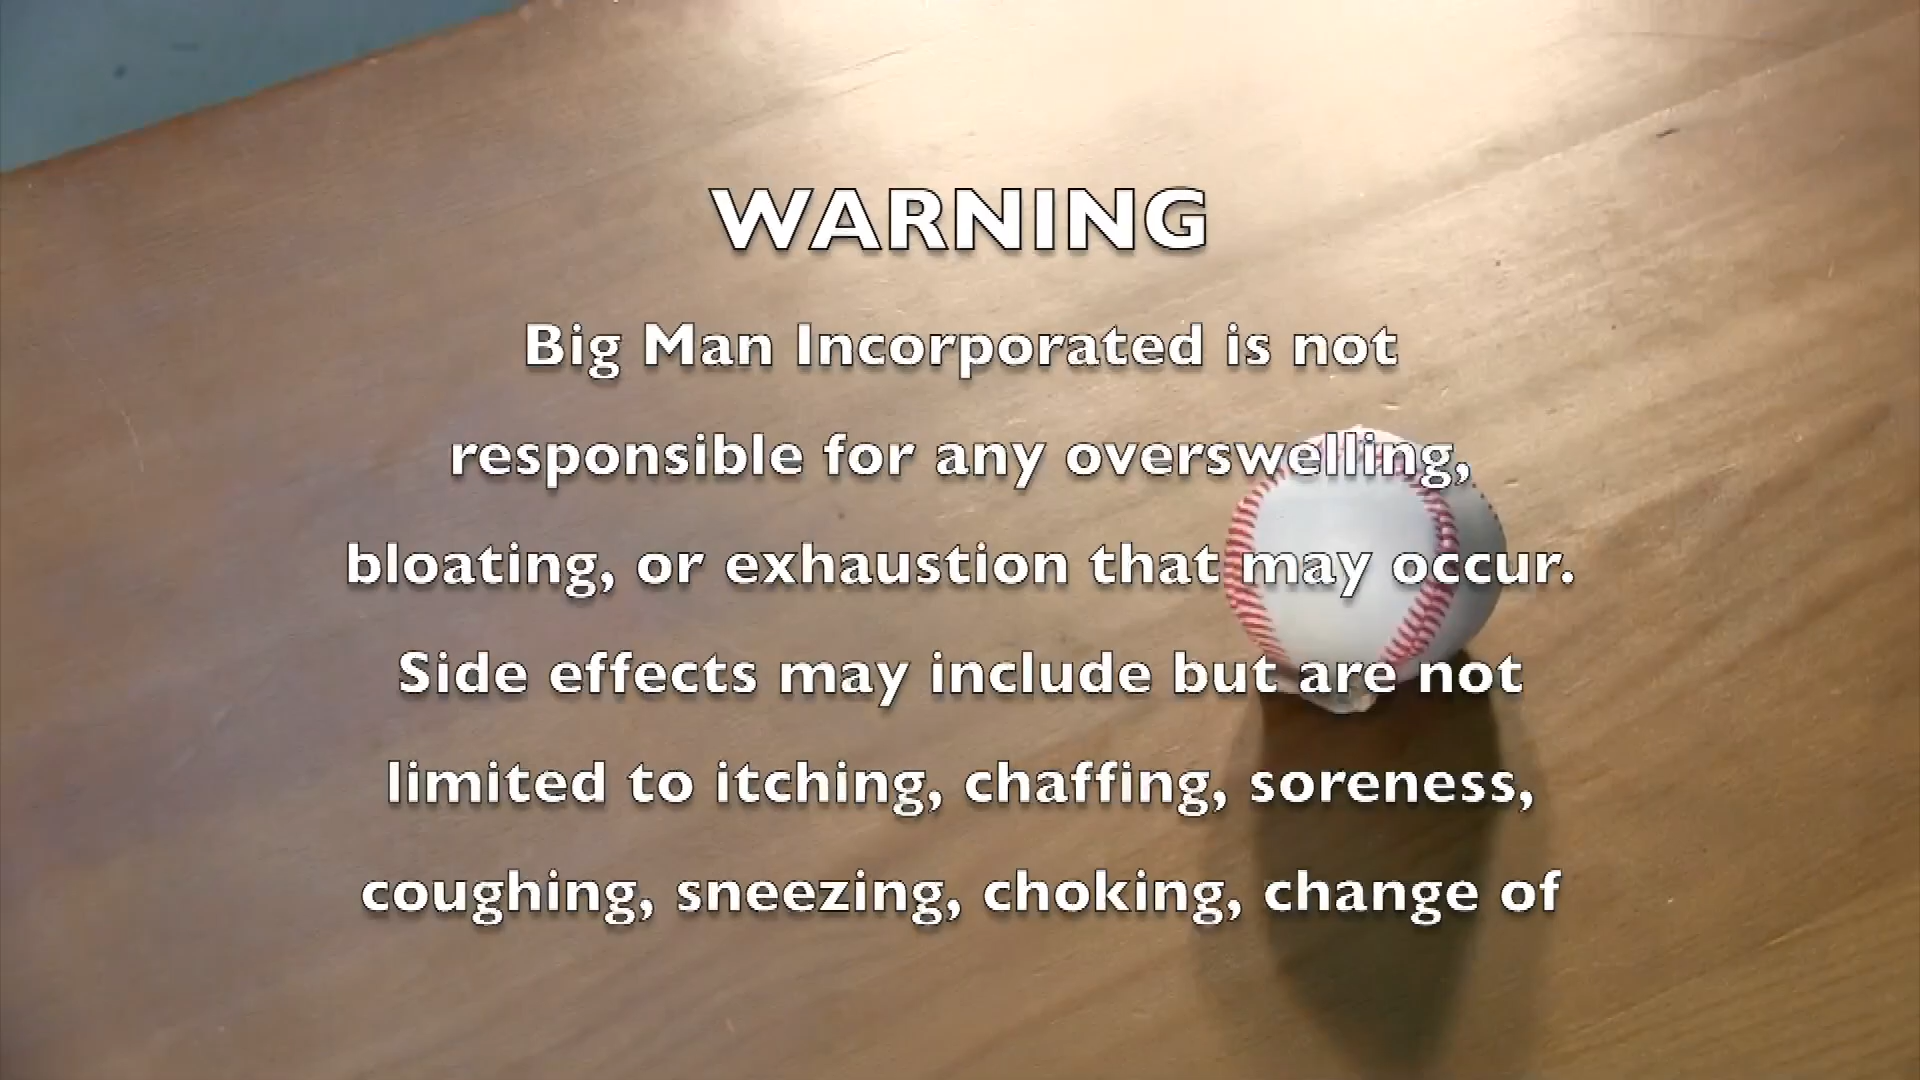 WARNING
Big Man Incorporated is not
responsible for any overswelling,
bloating, or exhaustion that may occur.
Side effects may include but are not
limited to itching, chaffing, soreness,
coughing, sneezing, choking, change of